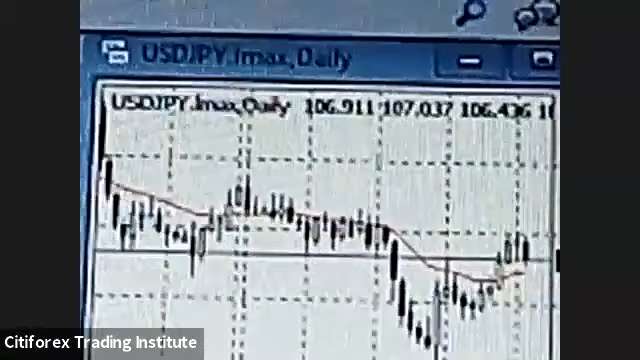 USDJPY.lmax,Daily
USDJPY.lmax,Daily 106.911 107.037 106.436
Citiforex Trading Institute